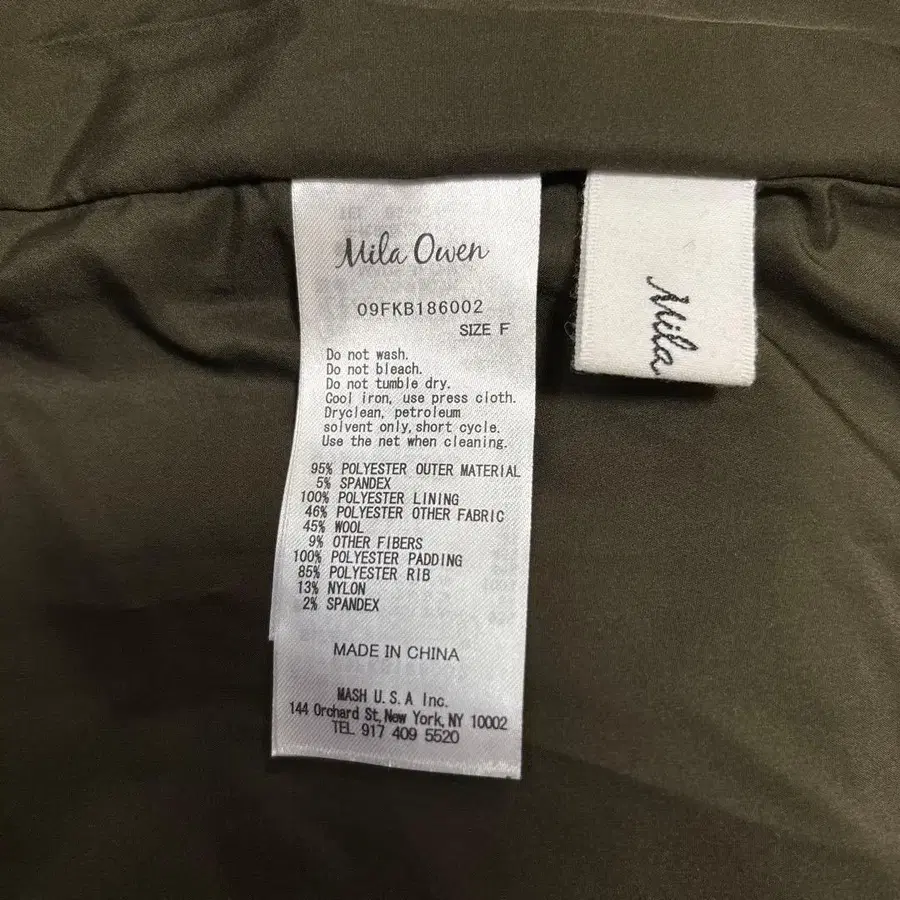 Mila Owen
09FKB186002
SIZE F
Do not wash.
Do not bleach.
Do not tumble dry.
Cool iron, use press cloth.
Dryclean, petroleum
solvent only, short cycle.
Use the net when cleaning.
95% POLYESTER OUTER MATERIAL
5% SPANDEX
100% POLYESTER LINING
46% POLYESTER OTHER FABRIC
45% WOOL
9% OTHER FIBERS
100% POLYESTER PADDING
85% POLYESTER RIB
13% NYLON
2% SPANDEX
MADE IN CHINA
MASH U.S.A Inc.
144 Orchard St, New York, NY 10002
TEL 917 409 5520
Mila